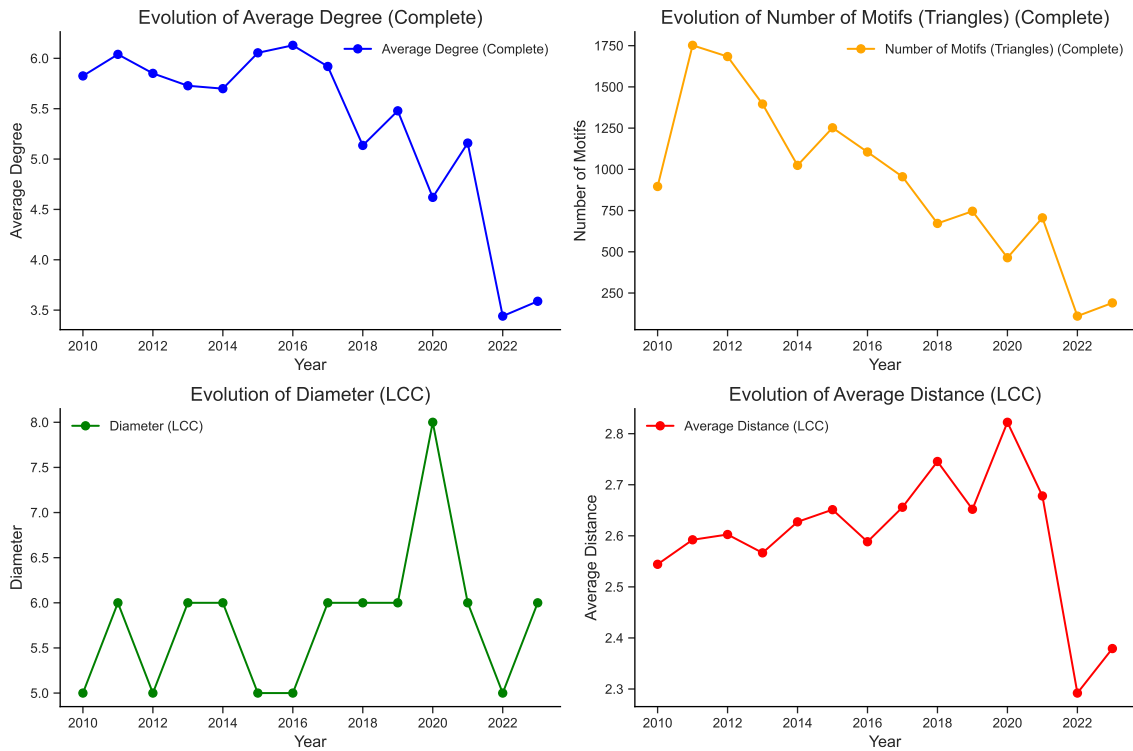 Evolution of Average Degree (Complete)
Average Degree (Complete)
Average Degree
6.0
5.5
5.0
4.5
4.0
3.5
2010 2012 2014 2016 2018 2020 2022
Year
Evolution of Number of Motifs (Triangles) (Complete)
Number of Motifs (Triangles) (Complete)
Number of Motifs
1750
1500
1250
1000
750
500
250
2010 2012 2014 2016 2018 2020 2022
Year
Evolution of Diameter (LCC)
Diameter (LCC)
Diameter
8.0
7.5
7.0
6.5
6.0
5.5
5.0
2010 2012 2014 2016 2018 2020 2022
Year
Evolution of Average Distance (LCC)
Average Distance (LCC)
Average Distance
2.8
2.7
2.6
2.5
2.4
2.3
2010 2012 2014 2016 2018 2020 2022
Year